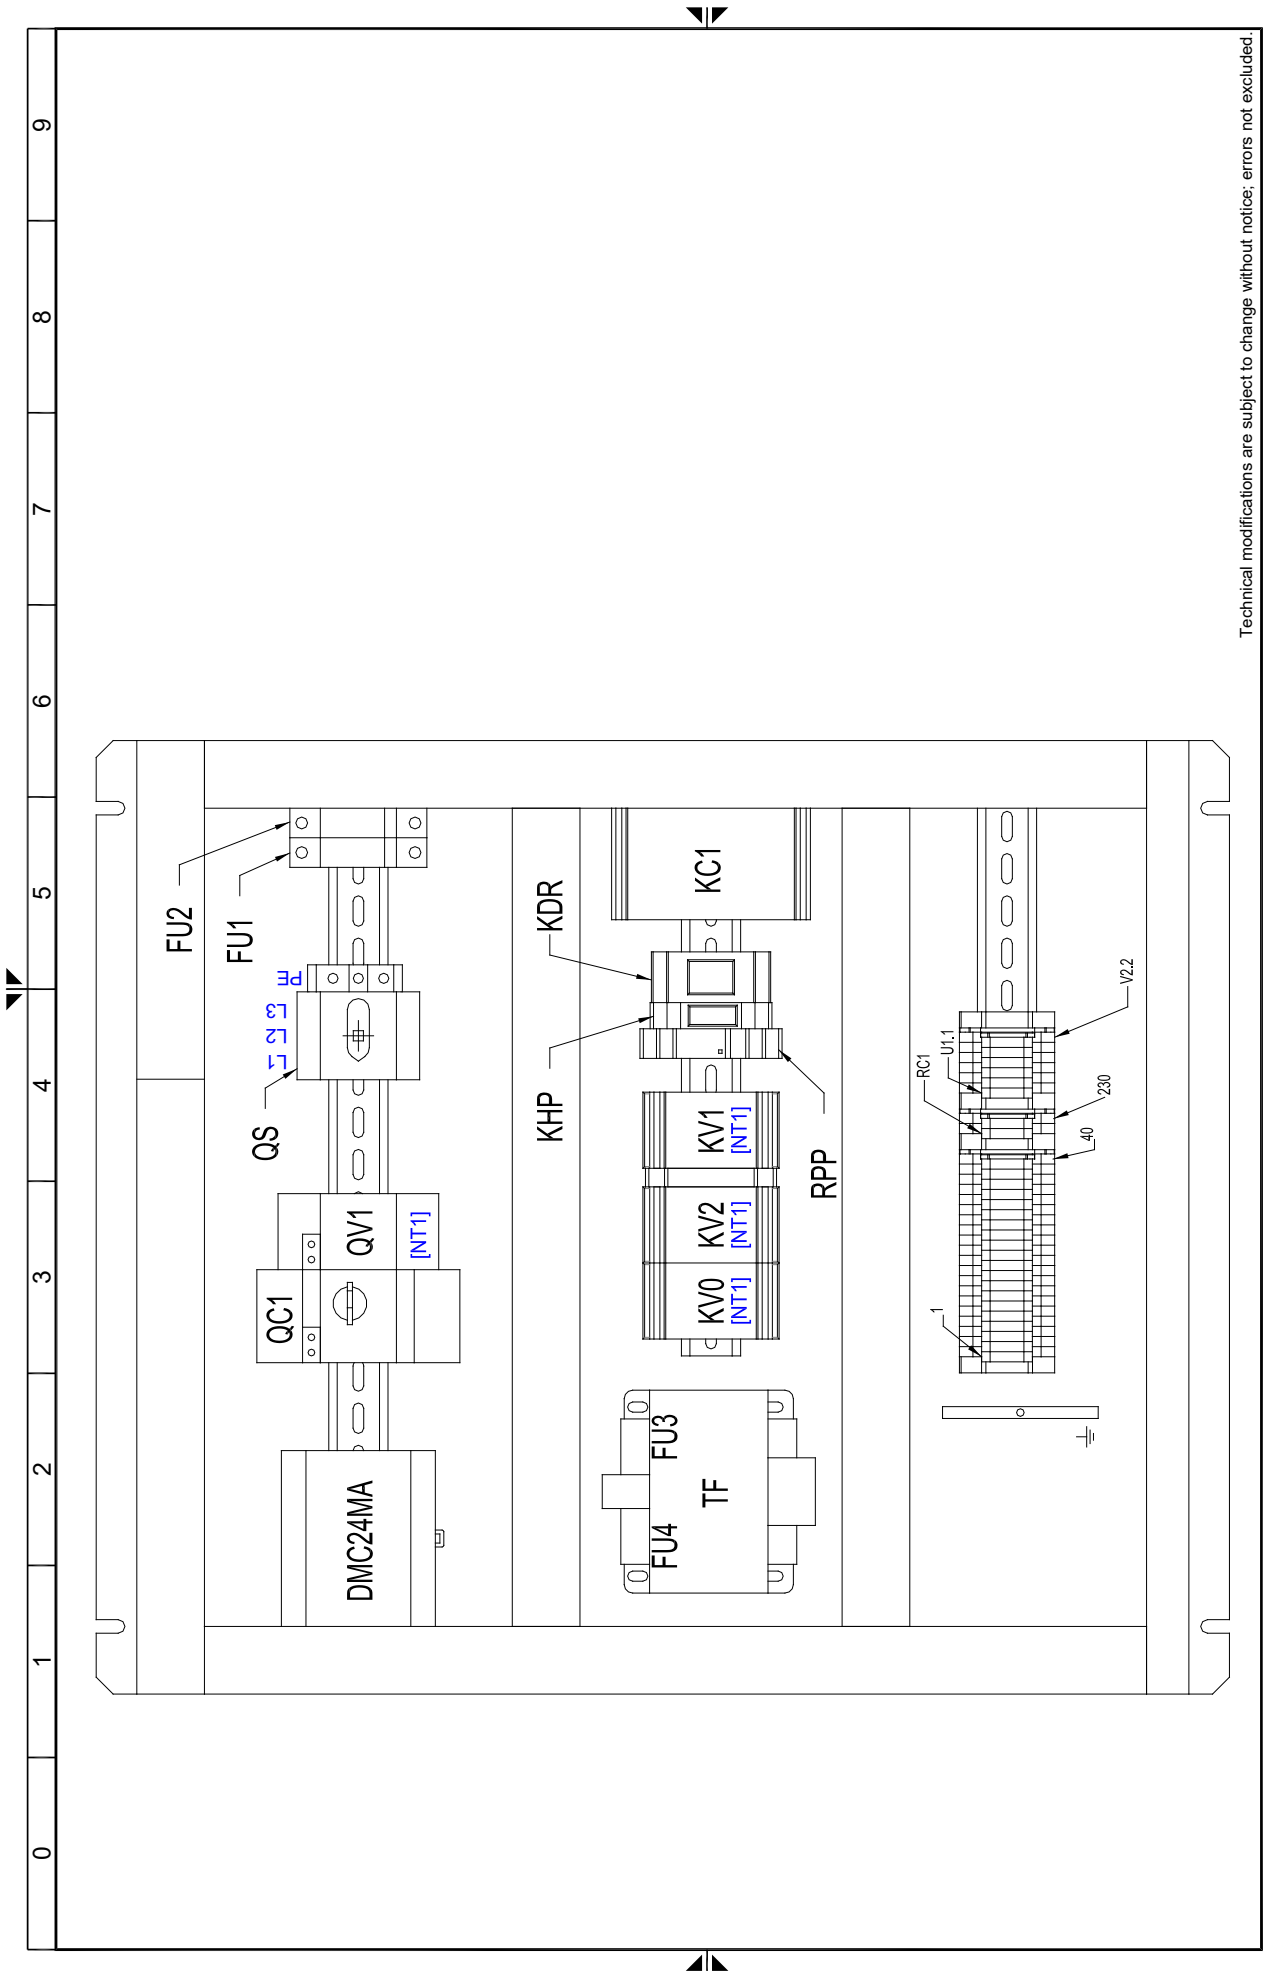 0
1
2
3
4
5
6
7
8
9
FU2
FU1
QS
L1 L2 L3 PE
QC1
DMC24MA
QV1
[NT1]
KHP
KDR
FU4
FU3
TF
KV0
KV2
KV1
KC1
[NT1]
[NT1]
[NT1]
RPP
1
RC1
U1.1
40
230
V2.2
Technical modifications are subject to change without notice; errors not excluded.